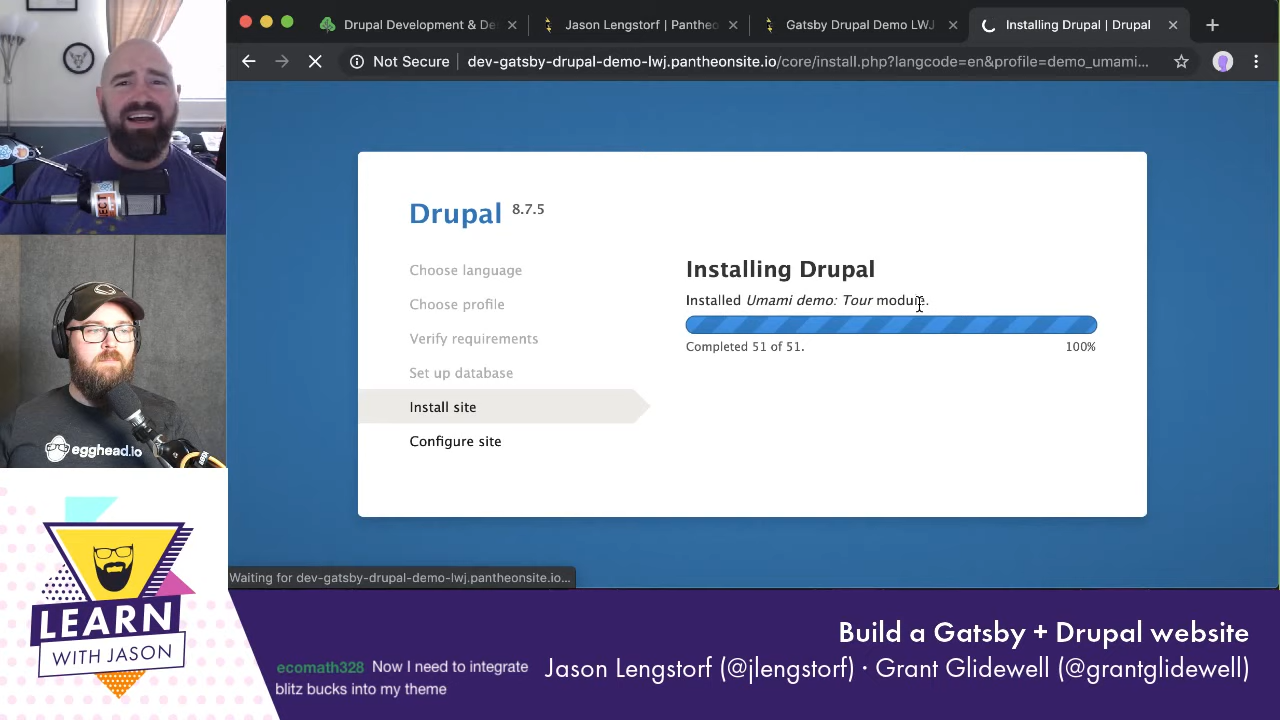 Drupal Development & De
Jason Lengstorf | Pantheo
Gatsby Drupal Demo LWJ
Installing Drupal | Drupal
Not Secure
dev-gatsby-drupal-demo-lwj.pantheonsite.io/core/install.php?langcode=en&profile=demo_umami...
Drupal 8.7.5
Choose language
Choose profile
Verify requirements
Set up database
Install site
Configure site
Installing Drupal
Installed Umami demo: Tour module.
Completed 51 of 51.
100%
Waiting for dev-gatsby-drupal-demo-lwj.pantheonsite.io...
egghead.io
LEARN
WITH JASON
ecomath328 Now I need to integrate
blitz bucks into my theme
Build a Gatsby + Drupal website
Jason Lengstorf (@jlengstorf) · Grant Glidewell (@grantglidewell)